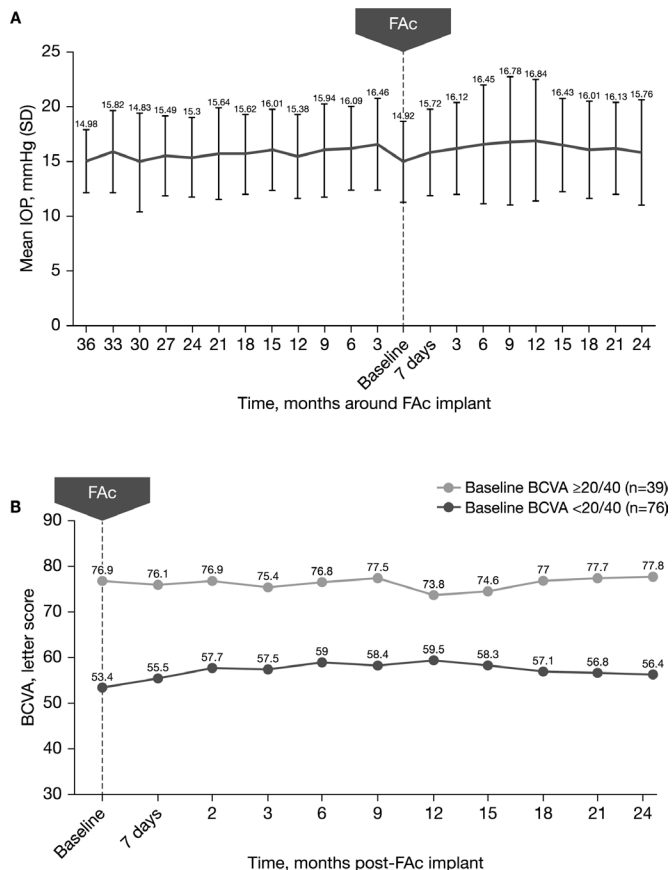 A
FAc
Mean IOP, mmHg (SD)
25
20
15
10
5
0
14.98 15.82 14.83 15.49 15.3 15.64 15.62 16.01 15.38 15.94 16.09 16.46 14.92 15.72 16.12 16.45 16.78 16.84 16.43 16.01 16.13 15.76
36 33 30 27 24 21 18 15 12 9 6 3 Baseline 7 days 3 6 9 12 15 18 21 24
Time, months around FAc implant
FAc
B
Baseline BCVA ≥20/40 (n=39)
Baseline BCVA <20/40 (n=76)
BCVA, letter score
90
80
70
60
50
40
30
76.9 76.1 76.9 75.4 76.8 77.5 73.8 74.6 77 77.7 77.8
53.4 55.5 57.7 57.5 59 58.4 59.5 58.3 57.1 56.8 56.4
Baseline 7 days 2 3 6 9 12 15 18 21 24
Time, months post-FAc implant